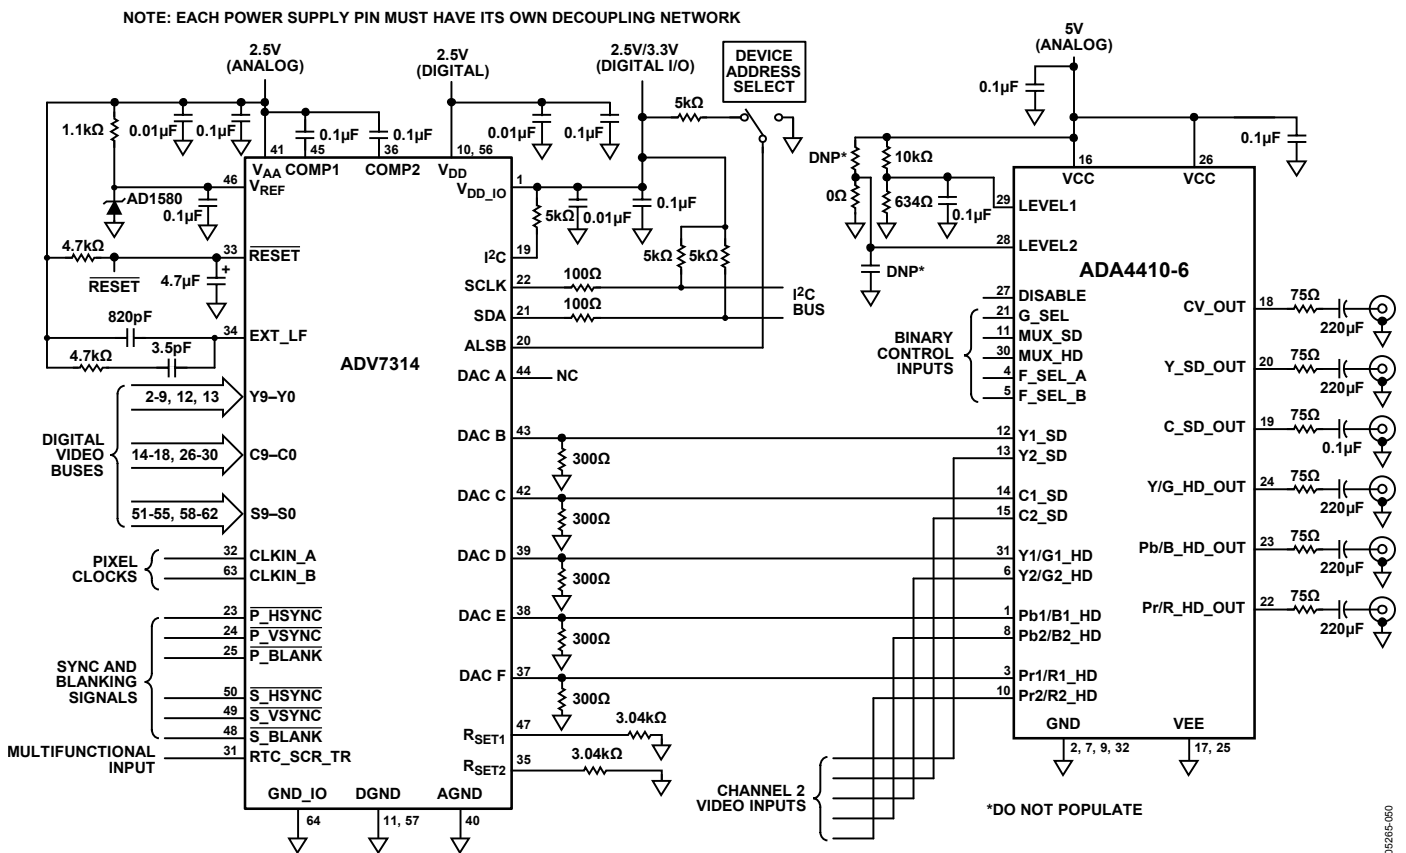 NOTE: EACH POWER SUPPLY PIN MUST HAVE ITS OWN DECOUPLING NETWORK
2.5V
(ANALOG)
2.5V
(DIGITAL)
2.5V/3.3V
(DIGITAL I/O)
DEVICE
ADDRESS
SELECT
5V
(ANALOG)
0.1µF
5kΩ
1.1kΩ
0.01µF
0.1µF
0.1µF
0.1µF
0.01µF
0.1µF
0.1µF
41
45
36
10, 56
VAA
COMP1
COMP2
VDD
DNP*
10kΩ
16
VCC
26
VCC
46
VREF
1
VDD_IO
AD1580
0.1µF
5kΩ
0.01µF
0.1µF
0Ω
634Ω
0.1µF
29
LEVEL1
28
LEVEL2
4.7kΩ
33
RESET
RESET
4.7µF
+
19
I2C
5kΩ
5kΩ
DNP*
ADA4410-6
22
SCLK
100Ω
21
SDA
100Ω
I2C
BUS
20
ALSB
820pF
34
EXT_LF
4.7kΩ
3.5pF
ADV7314
44
DAC A
NC
BINARY
CONTROL
INPUTS
27
DISABLE
21
G_SEL
11
MUX_SD
30
MUX_HD
4
F_SEL_A
5
F_SEL_B
CV_OUT
18
75Ω
220µF
Y_SD_OUT
20
75Ω
220µF
C_SD_OUT
19
75Ω
0.1µF
Y/G_HD_OUT
24
75Ω
220µF
Pb/B_HD_OUT
23
75Ω
220µF
Pr/R_HD_OUT
22
75Ω
220µF
DIGITAL
VIDEO
BUSES
2-9, 12, 13
Y9–Y0
14-18, 26-30
C9–C0
51-55, 58-62
S9–S0
DAC B
43
300Ω
12
Y1_SD
13
Y2_SD
DAC C
42
300Ω
14
C1_SD
15
C2_SD
DAC D
39
300Ω
31
Y1/G1_HD
6
Y2/G2_HD
DAC E
38
300Ω
1
Pb1/B1_HD
8
Pb2/B2_HD
DAC F
37
300Ω
3
Pr1/R1_HD
10
Pr2/R2_HD
PIXEL
CLOCKS
32
CLKIN_A
63
CLKIN_B
SYNC AND
BLANKING
SIGNALS
23
P_HSYNC
24
P_VSYNC
25
P_BLANK
50
S_HSYNC
49
S_VSYNC
48
S_BLANK
MULTIFUNCTIONAL
INPUT
31
RTC_SCR_TR
RSET1
47
3.04kΩ
RSET2
35
3.04kΩ
GND
2, 7, 9, 32
VEE
17, 25
GND_IO
64
DGND
11, 57
AGND
40
CHANNEL 2
VIDEO INPUTS
*DO NOT POPULATE
05265-050